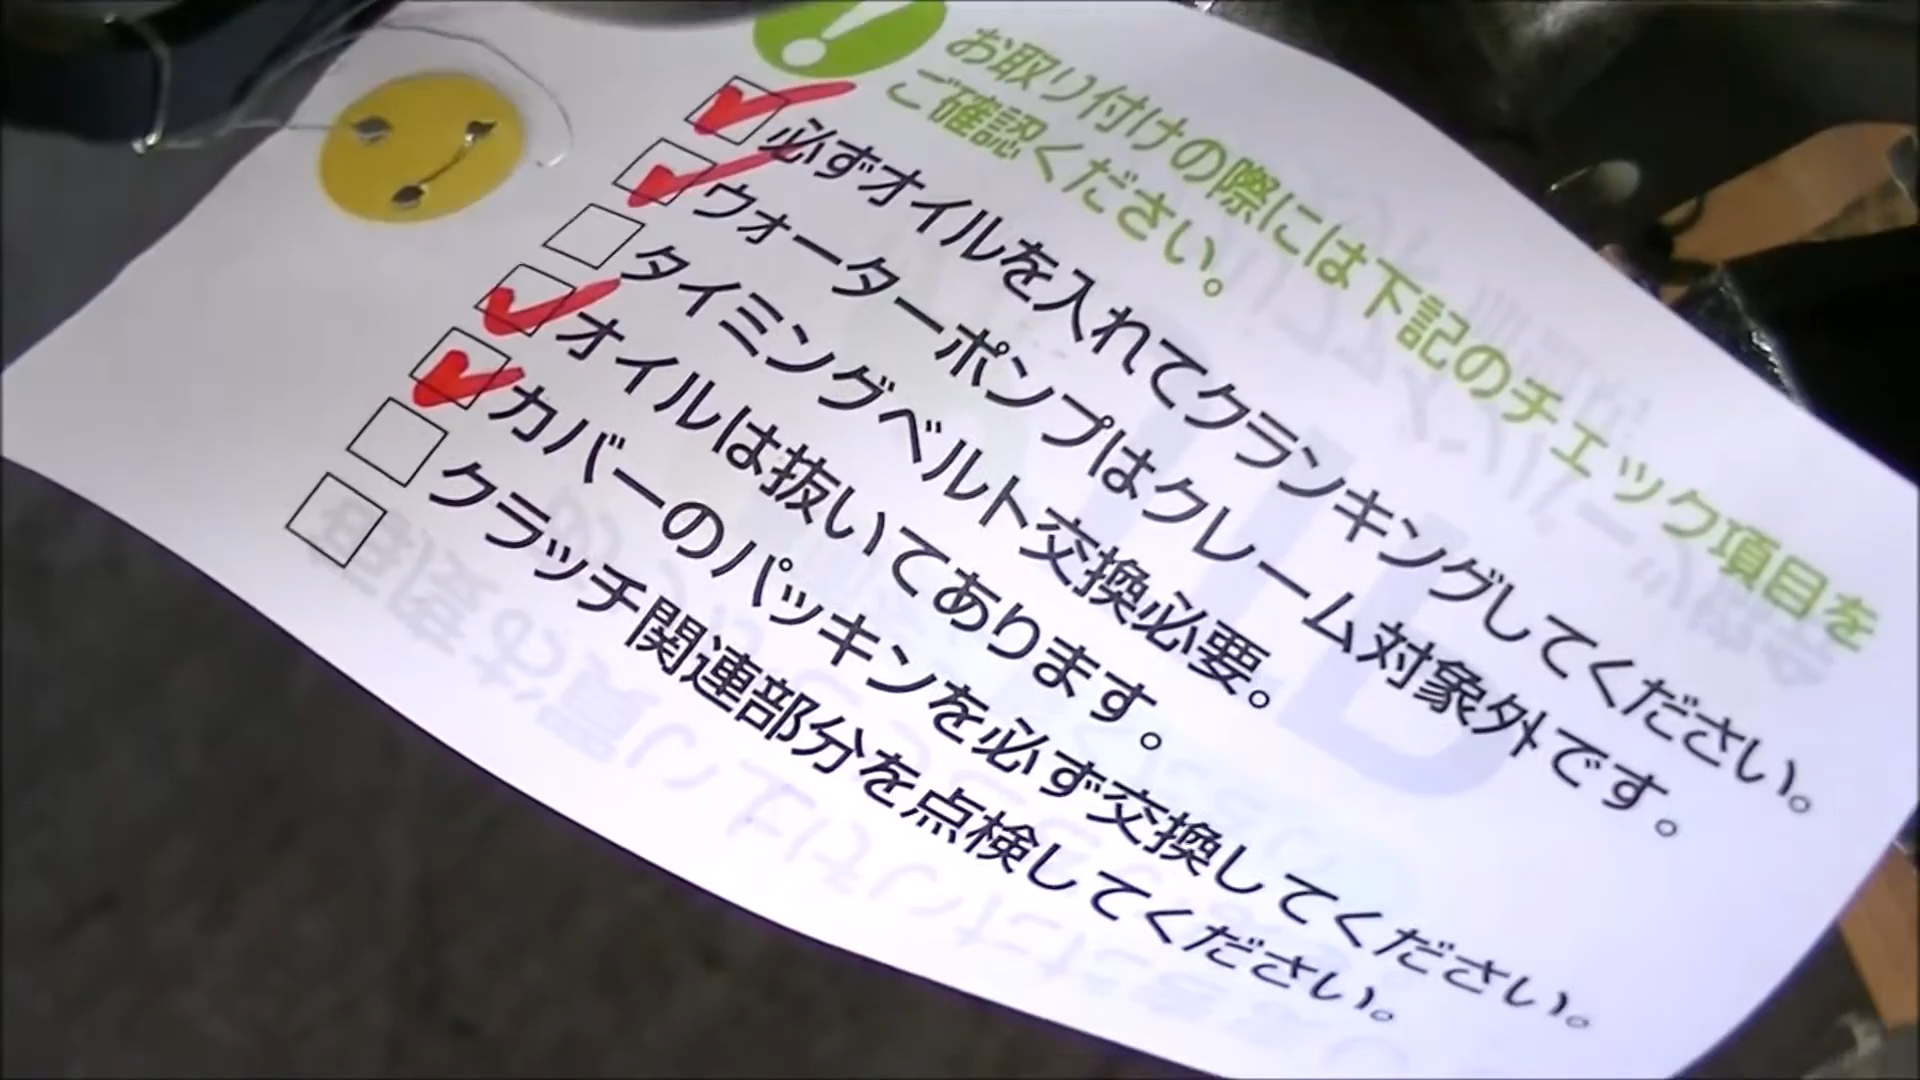 お取り付けの際には下記のチェック項目を
ご確認ください。
必ずオイルを入れてクランキングしてください。
ウォーターポンプはクレーム対象外です。
タイミングベルト交換必要。
オイルは抜いてあります。
カバーのパッキンを必ず交換してください。
クラッチ関連部分を点検してください。